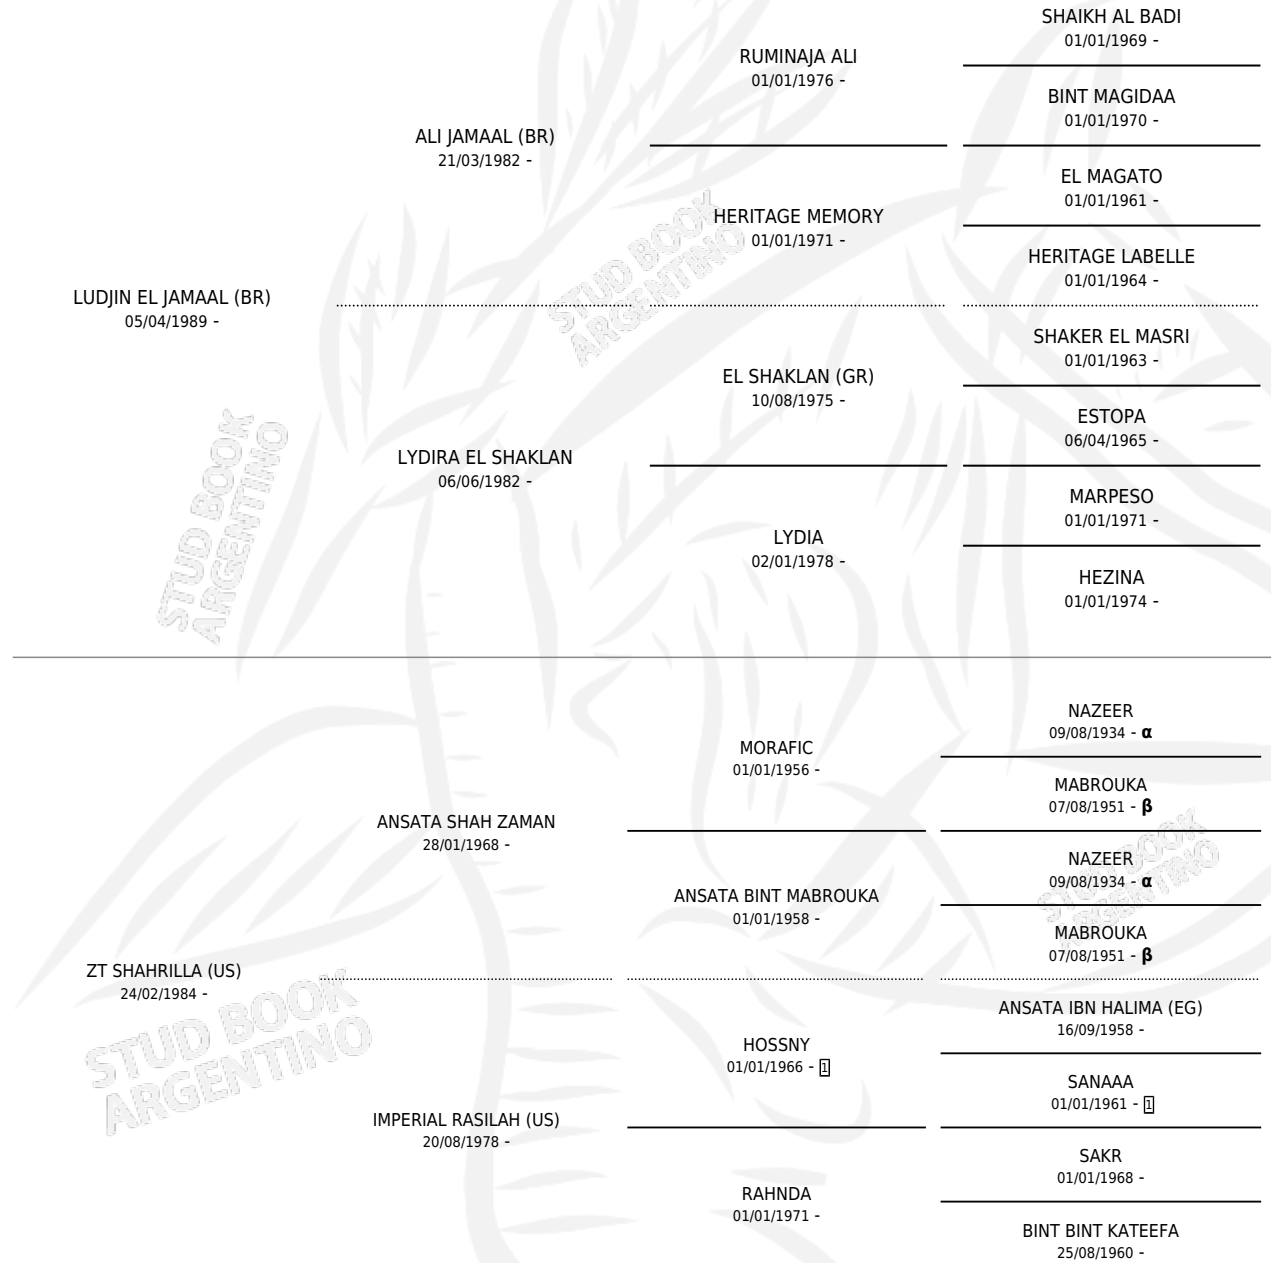 SHAIKH AL BADI
01/01/1969 -
RUMINAJA ALI
01/01/1976 -
BINT MAGIDAA
01/01/1970 -
ALI JAMAAL (BR)
21/03/1982 -
EL MAGATO
01/01/1961 -
HERITAGE MEMORY
01/01/1971 -
HERITAGE LABELLE
01/01/1964 -
LUDJIN EL JAMAAL (BR)
05/04/1989 -
SHAKER EL MASRI
01/01/1963 -
EL SHAKLAN (GR)
10/08/1975 -
ESTOPA
06/04/1965 -
LYDIRA EL SHAKLAN
06/06/1982 -
MARPESO
01/01/1971 -
LYDIA
02/01/1978 -
HEZINA
01/01/1974 -
NAZEER
09/08/1934 - α
MORAFIC
01/01/1956 -
MABROUKA
07/08/1951 - β
ANSATA SHAH ZAMAN
28/01/1968 -
NAZEER
09/08/1934 - α
ANSATA BINT MABROUKA
01/01/1958 -
MABROUKA
07/08/1951 - β
ZT SHAHRILLA (US)
24/02/1984 -
ANSATA IBN HALIMA (EG)
16/09/1958 -
HOSSNY
01/01/1966 - 1
SANAAA
01/01/1961 - 1
IMPERIAL RASILAH (US)
20/08/1978 -
SAKR
01/01/1968 -
RAHNDA
01/01/1971 -
BINT BINT KATEEFA
25/08/1960 -
STUD BOOK
ARGENTINO
STUD BOOK
ARGENTINO
STUD BOOK
ARGENTINO
STUD BOOK
ARGENTINO